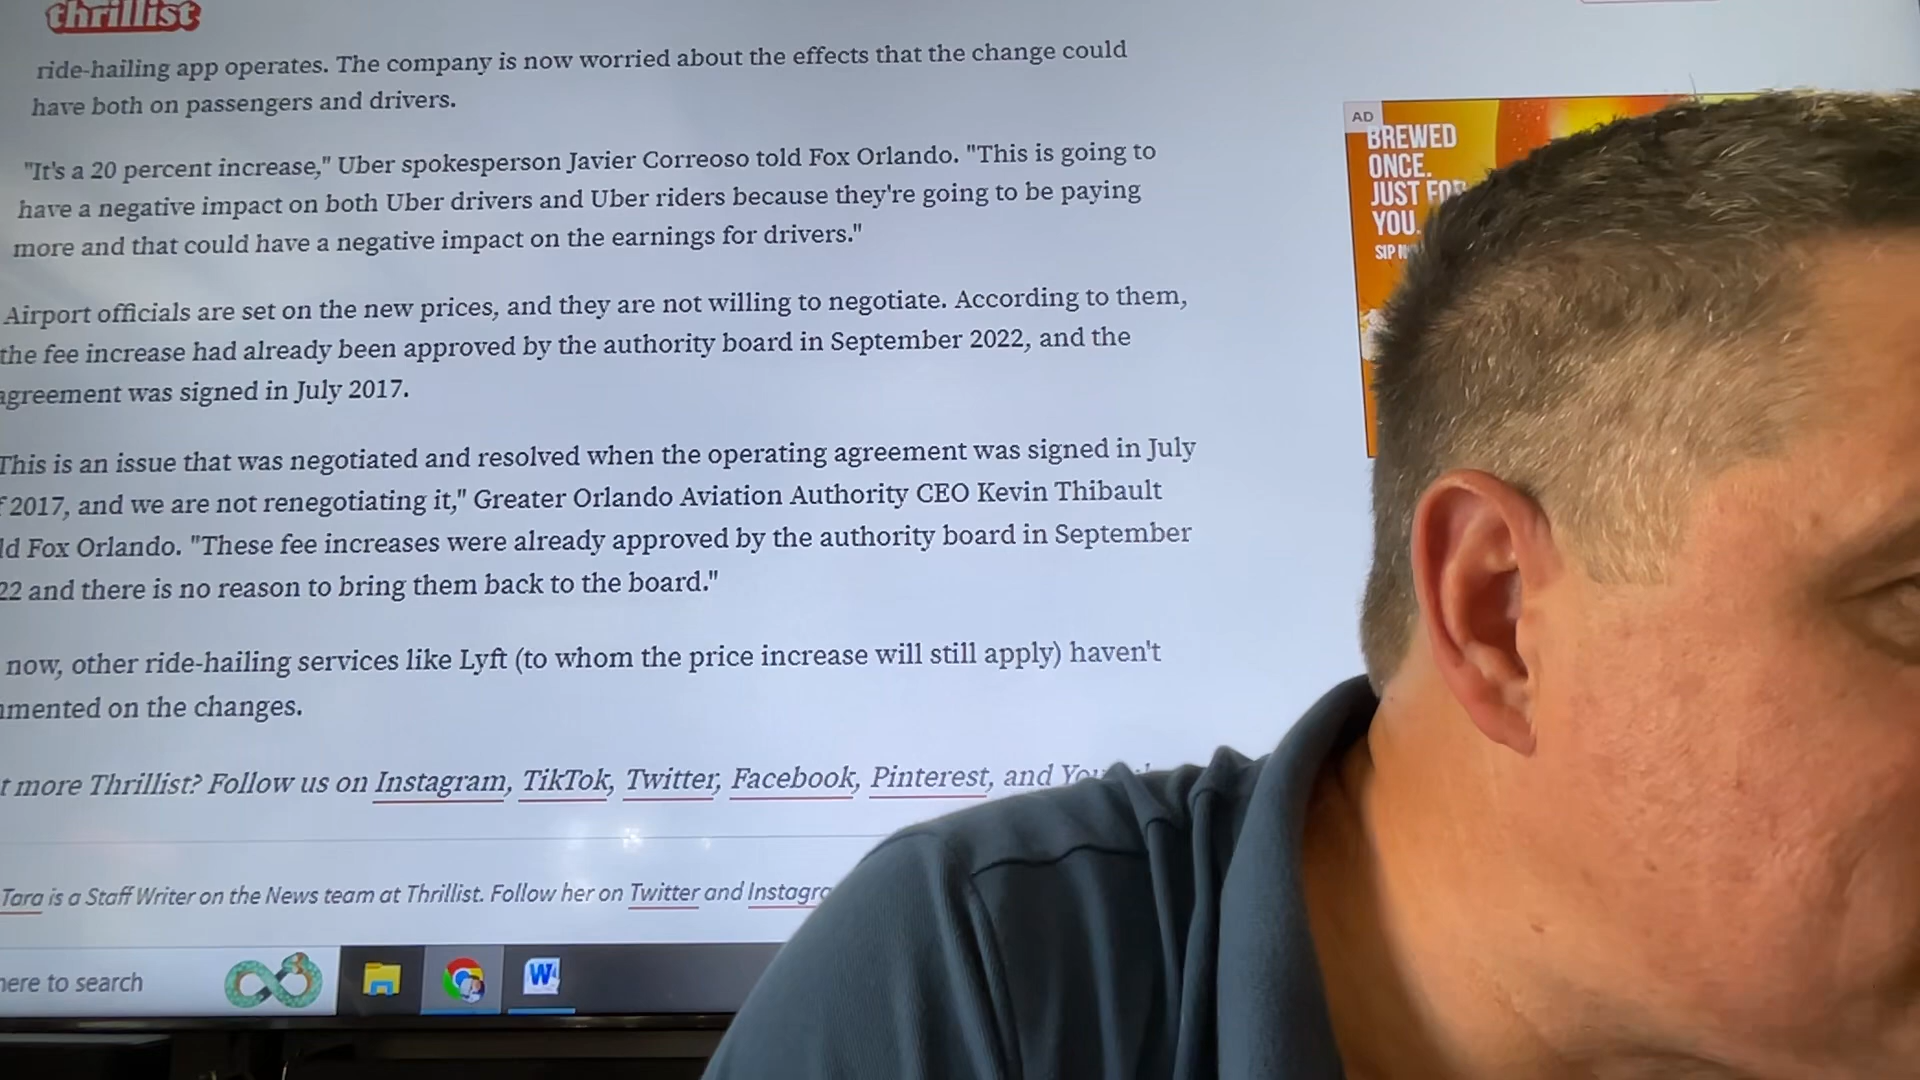 thrillist
ride-hailing app operates. The company is now worried about the effects that the change could
have both on passengers and drivers.
"It's a 20 percent increase," Uber spokesperson Javier Correoso told Fox Orlando. "This is going to
have a negative impact on both Uber drivers and Uber riders because they're going to be paying
more and that could have a negative impact on the earnings for drivers."
Airport officials are set on the new prices, and they are not willing to negotiate. According to them,
the fee increase had already been approved by the authority board in September 2022, and the
agreement was signed in July 2017.
This is an issue that was negotiated and resolved when the operating agreement was signed in July
2017, and we are not renegotiating it," Greater Orlando Aviation Authority CEO Kevin Thibault
ld Fox Orlando. "These fee increases were already approved by the authority board in September
22 and there is no reason to bring them back to the board."
now, other ride-hailing services like Lyft (to whom the price increase will still apply) haven't
mented on the changes.
t more Thrillist? Follow us on Instagram, TikTok, Twitter, Facebook, Pinterest, and
Tara is a Staff Writer on the News team at Thrillist. Follow her on Twitter and Instagra
here to search
W
AD
BREWED
ONCE.
JUST FOR
YOU.
SIP